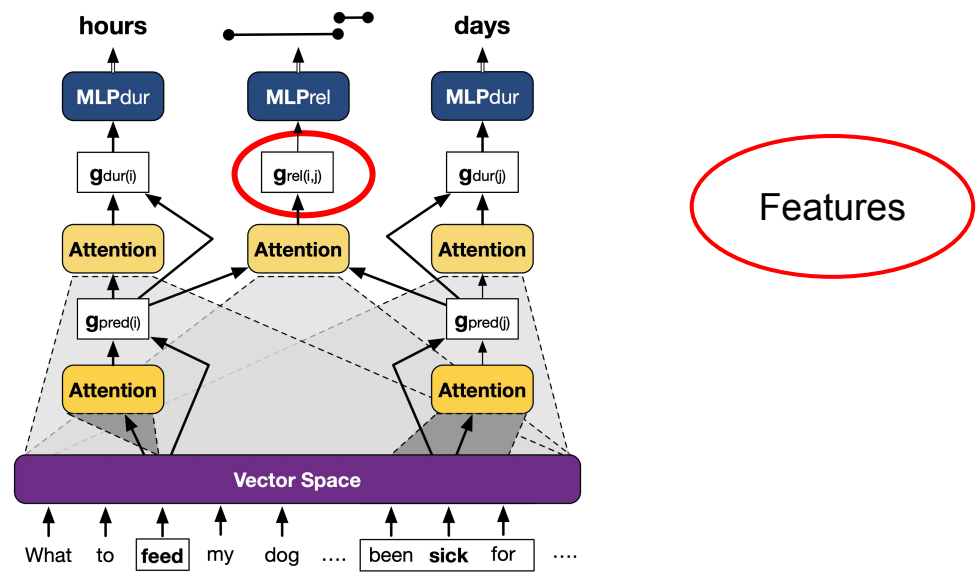 hours days
MLPdur MLPrel MLPdur
gdur(i) grel(i,j) gdur(j)
Features
Attention Attention Attention
gpred(i) gpred(j)
Attention Attention
Vector Space
What to feed my dog .... been sick for ....